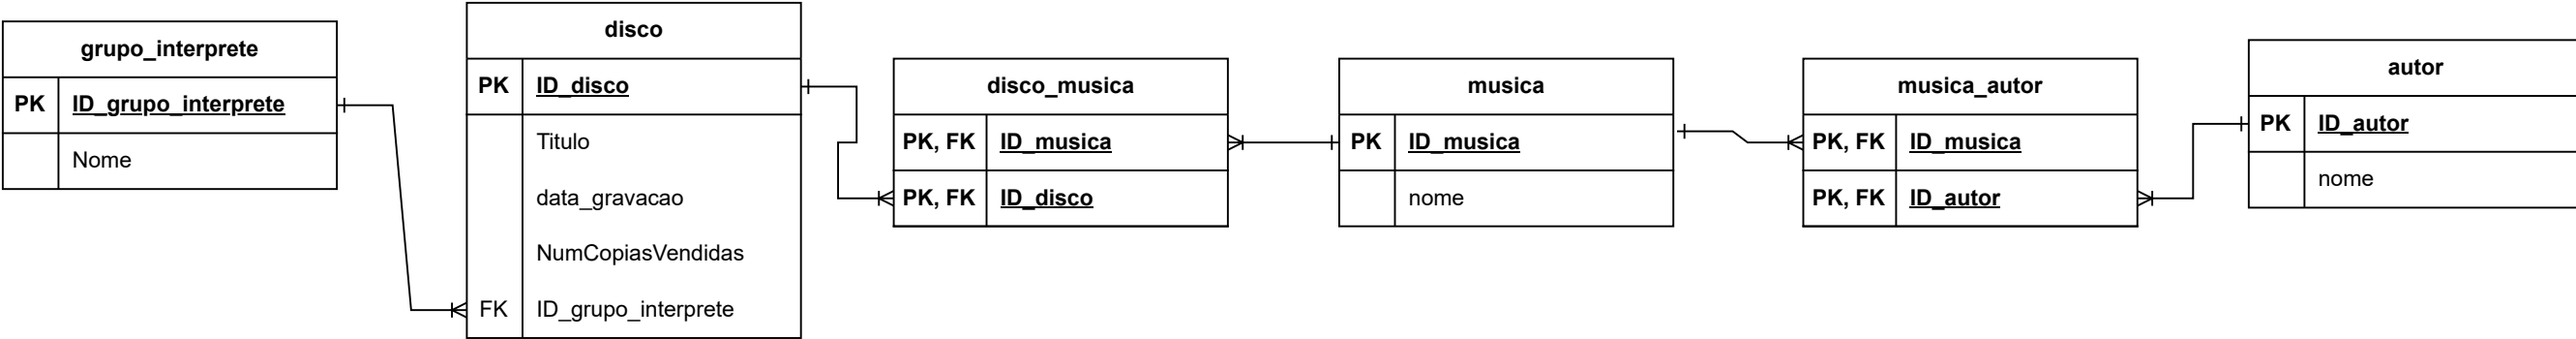 grupo_interprete
PK ID_grupo_interprete
Nome
disco
PK ID_disco
Titulo
data_gravacao
NumCopiasVendidas
FK ID_grupo_interprete
disco_musica
PK, FK ID_musica
PK, FK ID_disco
musica
PK ID_musica
nome
musica_autor
PK, FK ID_musica
PK, FK ID_autor
autor
PK ID_autor
nome